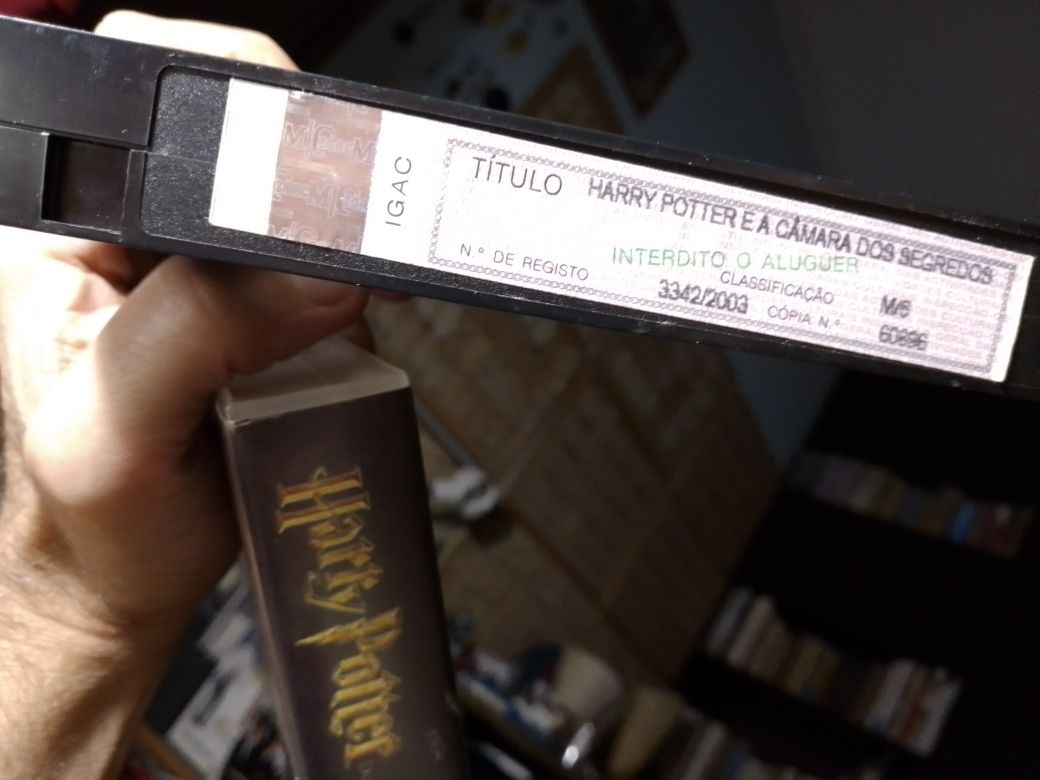 IGAC
TÍTULO HARRY POTTER E A CÂMARA DOS SEGREDOS
INTERDITO O ALUGUER
N.º DE REGISTO 3342/2003 CLASSIFICAÇÃO M/6
CÓPIA N.º 60896
Harry Potter